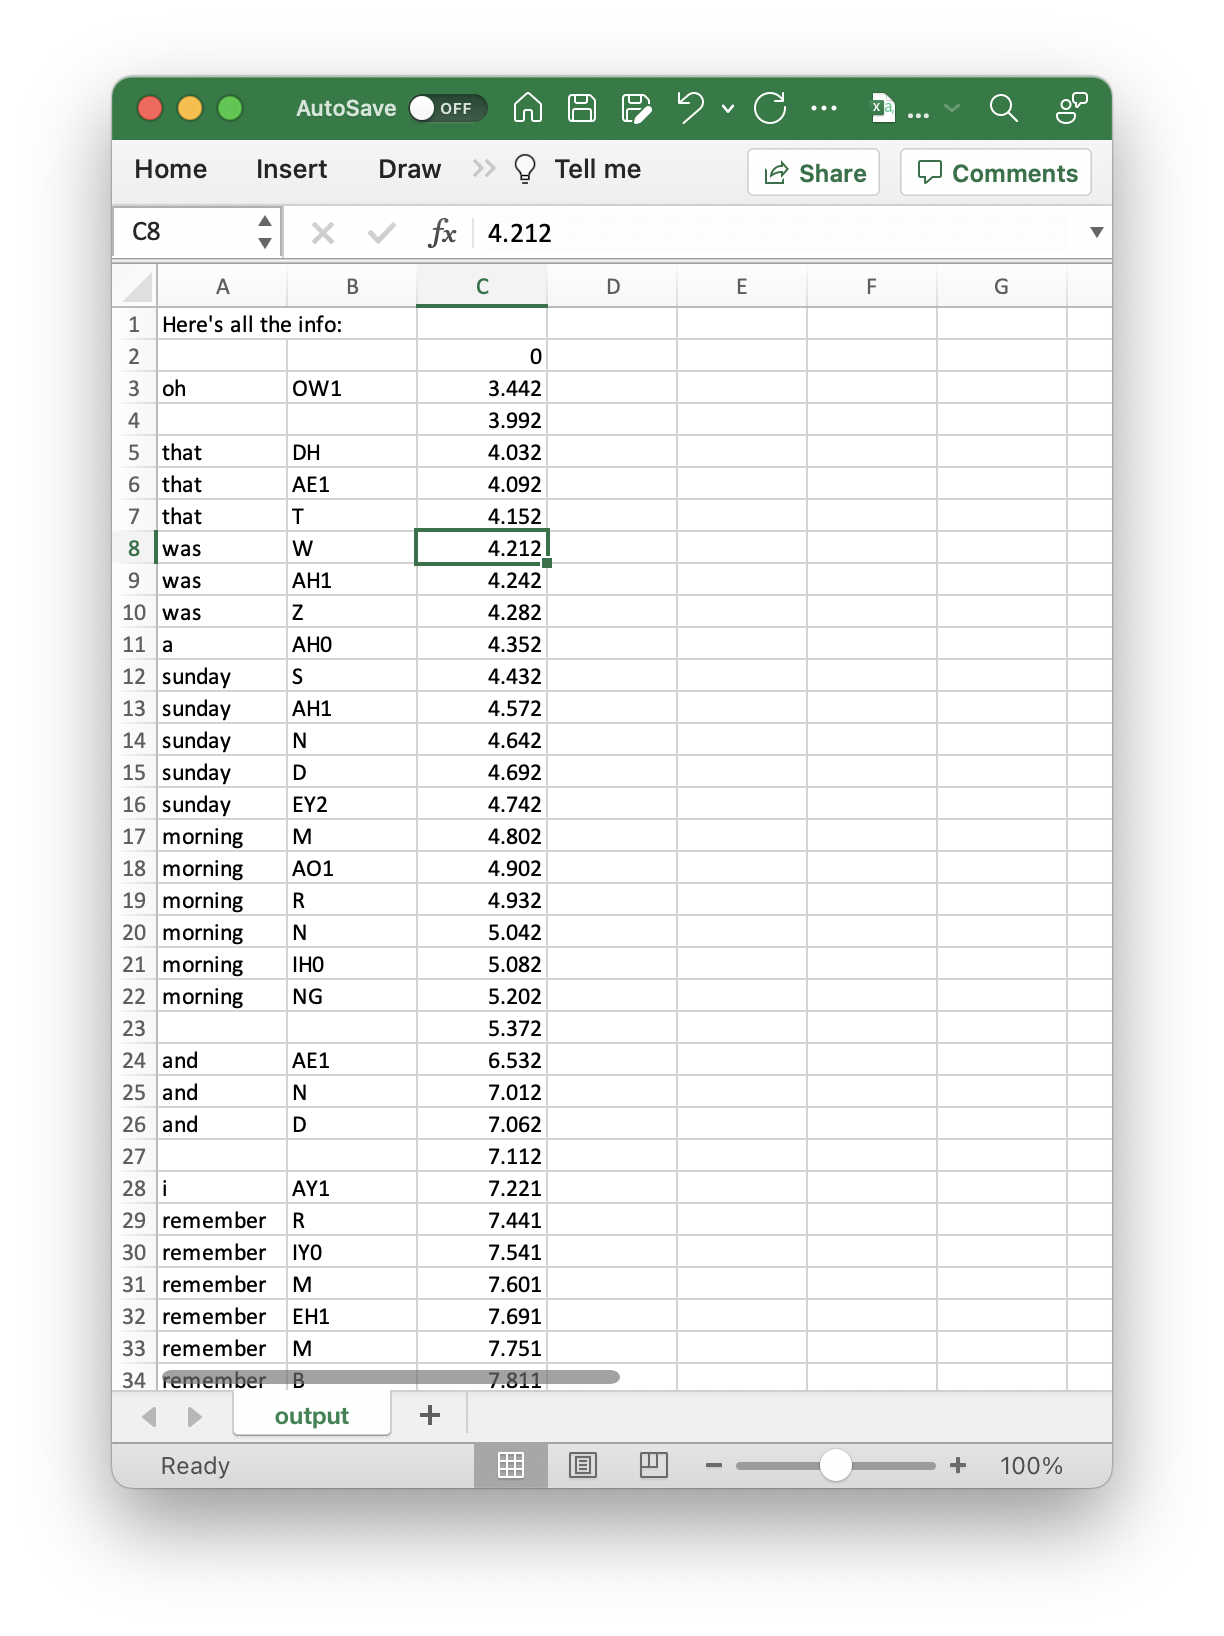 AutoSave OFF ... ...
Home Insert Draw >> Tell me Share Comments
C8 fx 4.212
A B C D E F G
1 Here's all the info:
2 0
3 oh OW1 3.442
4 3.992
5 that DH 4.032
6 that AE1 4.092
7 that T 4.152
8 was W 4.212
9 was AH1 4.242
10 was Z 4.282
11 a AH0 4.352
12 sunday S 4.432
13 sunday AH1 4.572
14 sunday N 4.642
15 sunday D 4.692
16 sunday EY2 4.742
17 morning M 4.802
18 morning AO1 4.902
19 morning R 4.932
20 morning N 5.042
21 morning IH0 5.082
22 morning NG 5.202
23 5.372
24 and AE1 6.532
25 and N 7.012
26 and D 7.062
27 7.112
28 i AY1 7.221
29 remember R 7.441
30 remember IY0 7.541
31 remember M 7.601
32 remember EH1 7.691
33 remember M 7.751
34 remember B 7.811
output +
Ready − + 100%